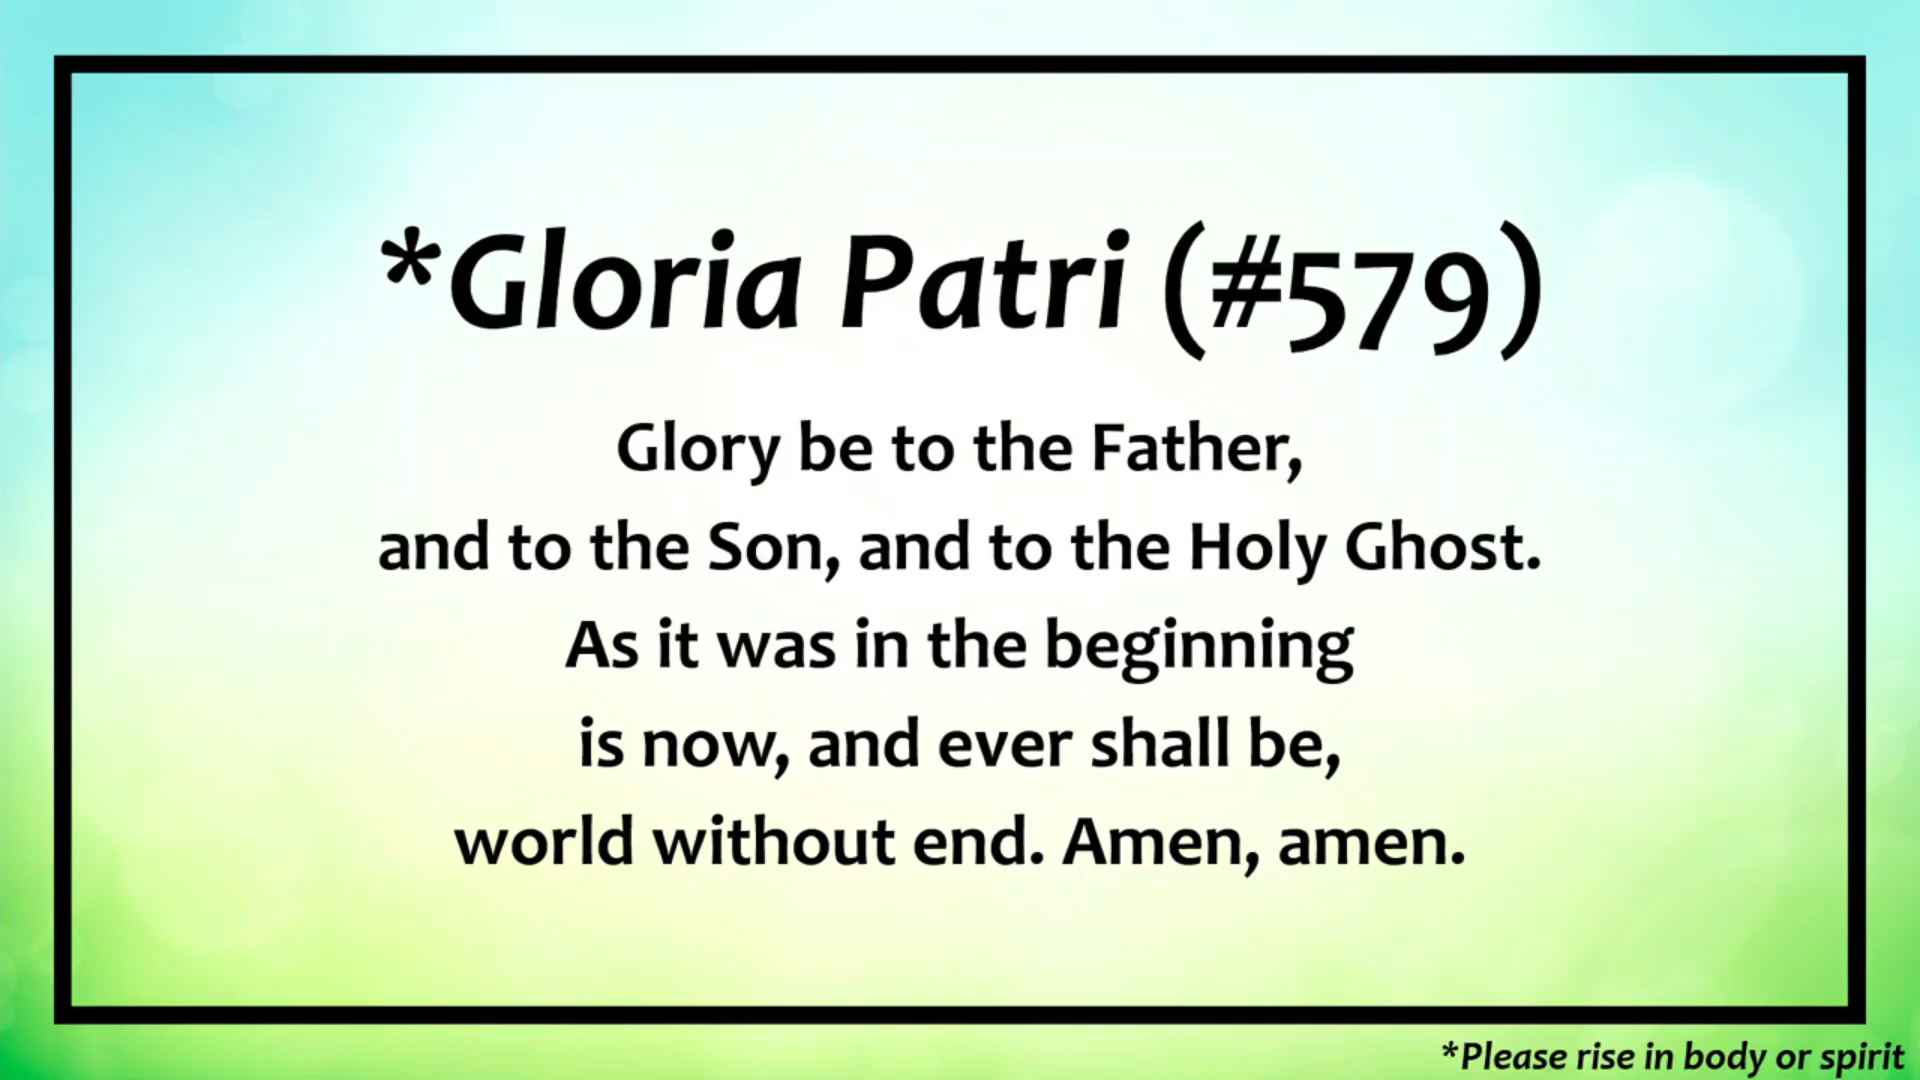 *Gloria Patri (#579)
Glory be to the Father,
and to the Son, and to the Holy Ghost.
As it was in the beginning
is now, and ever shall be,
world without end. Amen, amen.
*Please rise in body or spirit